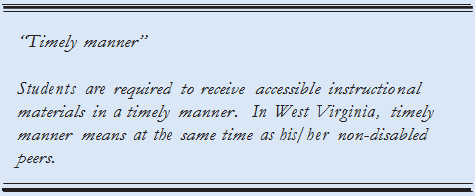 “Timely manner”
Students are required to receive accessible instructional
materials in a timely manner. In West Virginia, timely
manner means at the same time as his/her non-disabled
peers.